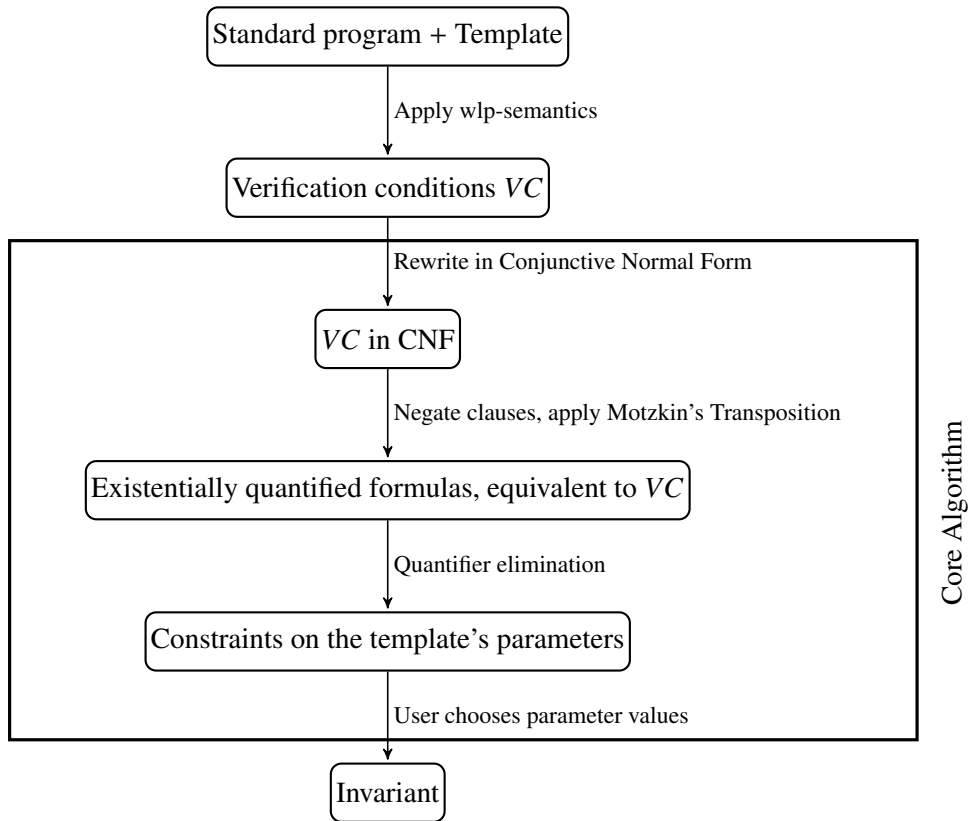 Standard program + Template
Apply wlp-semantics
Verification conditions VC
Rewrite in Conjunctive Normal Form
VC in CNF
Negate clauses, apply Motzkin's Transposition
Existentially quantified formulas, equivalent to VC
Quantifier elimination
Constraints on the template's parameters
User chooses parameter values
Invariant
Core Algorithm